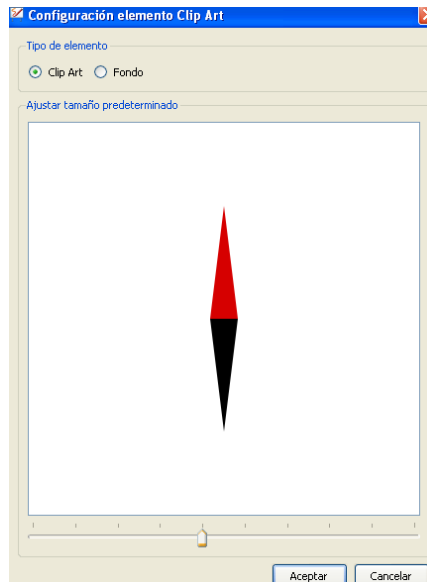 Configuración elemento Clip Art
Tipo de elemento
Clip Art Fondo
Ajustar tamaño predeterminado
Aceptar Cancelar